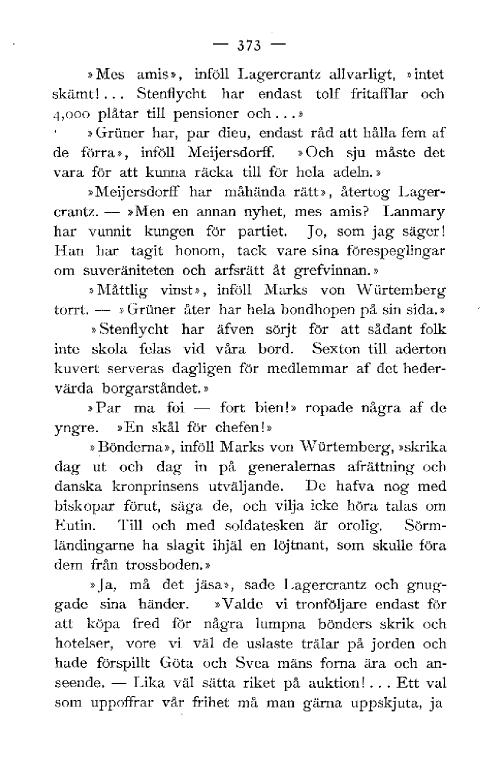 — 373 —
»Mes amis», inföll Lagercrantz allvarligt, »intet
skämt! ... Stenflycht har endast tolf fritafflar och
4,000 plåtar till pensioner och ...»
»Grüner har, par dieu, endast råd att hålla fem af
de förra», inföll Meijersdorff. »Och sju måste det
vara för att kunna räcka till för hela adeln.»
»Meijersdorff har måhända rätt», återtog Lager-
crantz. — »Men en annan nyhet, mes amis? Lanmary
har vunnit kungen för partiet. Jo, som jag säger!
Han har tagit honom, tack vare sina förespeglingar
om suveräniteten och arfsrätt åt grefvinnan.»
»Måttlig vinst», inföll Marks von Würtemberg
torrt. — »Grüner åter har hela bondhopen på sin sida.»
»Stenflycht har äfven sörjt för att sådant folk
inte skola felas vid våra bord. Sexton till aderton
kuvert serveras dagligen för medlemmar af det heder-
värda borgarståndet.»
»Par ma foi — fort bien!» ropade några af de
yngre. »En skål för chefen!»
»Bönderna», inföll Marks von Würtemberg, »skrika
dag ut och dag in på generalernas afrättning och
danska kronprinsens utväljande. De hafva nog med
biskopar förut, säga de, och vilja icke höra talas om
Eutin. Till och med soldatesken är orolig. Sörm-
ländingarne ha slagit ihjäl en löjtnant, som skulle föra
dem från trossboden.»
»Ja, må det jäsa», sade Lagercrantz och gnug-
gade sina händer. »Valde vi tronföljare endast för
att köpa fred för några lumpna bönders skrik och
hotelser, vore vi väl de uslaste trälar på jorden och
hade förspillt Göta och Svea mäns forna ära och an-
seende. — Lika väl sätta riket på auktion! ... Ett val
som uppoffrar vår frihet må man gärna uppskjuta, ja